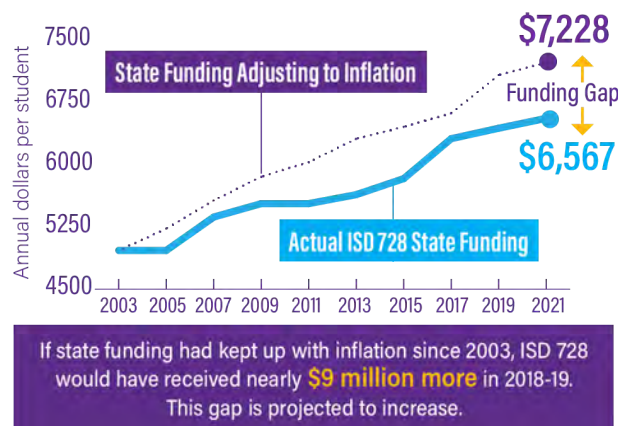 $7,228
7500
State Funding Adjusting to Inflation
6750
Funding Gap
6000
$6,567
5250
Actual ISD 728 State Funding
4500
Annual dollars per student
2003 2005 2007 2009 2011 2013 2015 2017 2019 2021
If state funding had kept up with inflation since 2003, ISD 728
would have received nearly $9 million more in 2018-19.
This gap is projected to increase.